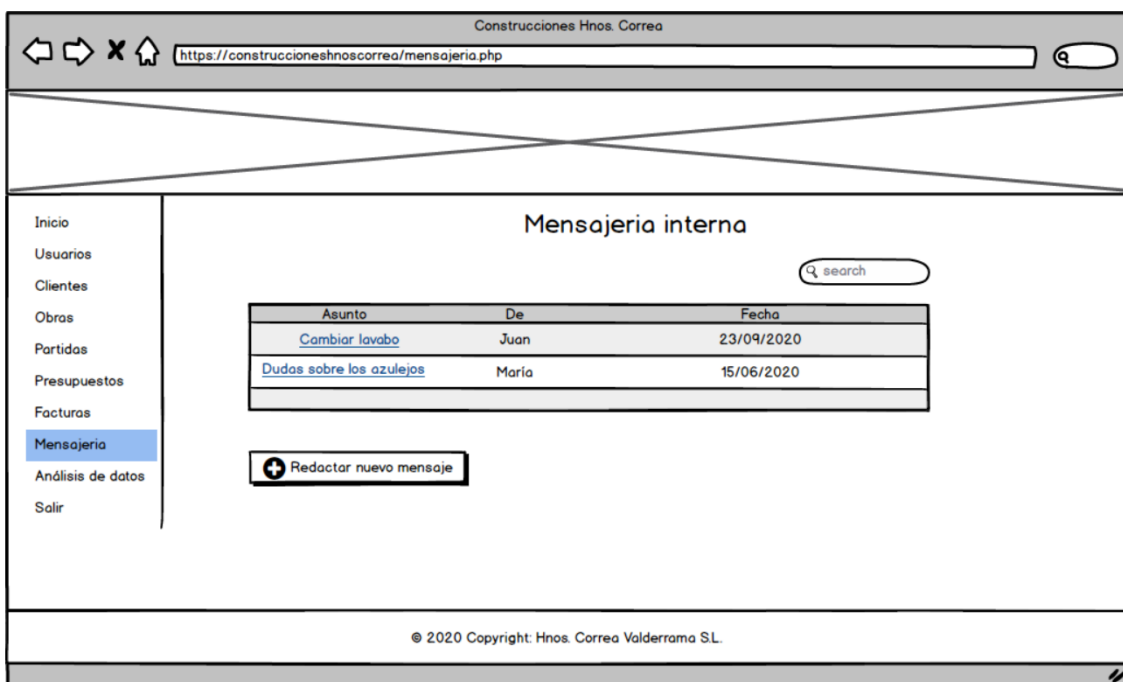 Construcciones Hnos. Correa
https://construccioneshnoscorrea/mensajeria.php
Inicio
Usuarios
Clientes
Obras
Partidas
Presupuestos
Facturas
Mensajeria
Análisis de datos
Salir
Mensajeria interna
search
Asunto De Fecha
Cambiar lavabo Juan 23/09/2020
Dudas sobre los azulejos María 15/06/2020
Redactar nuevo mensaje
© 2020 Copyright: Hnos. Correa Valderrama S.L.